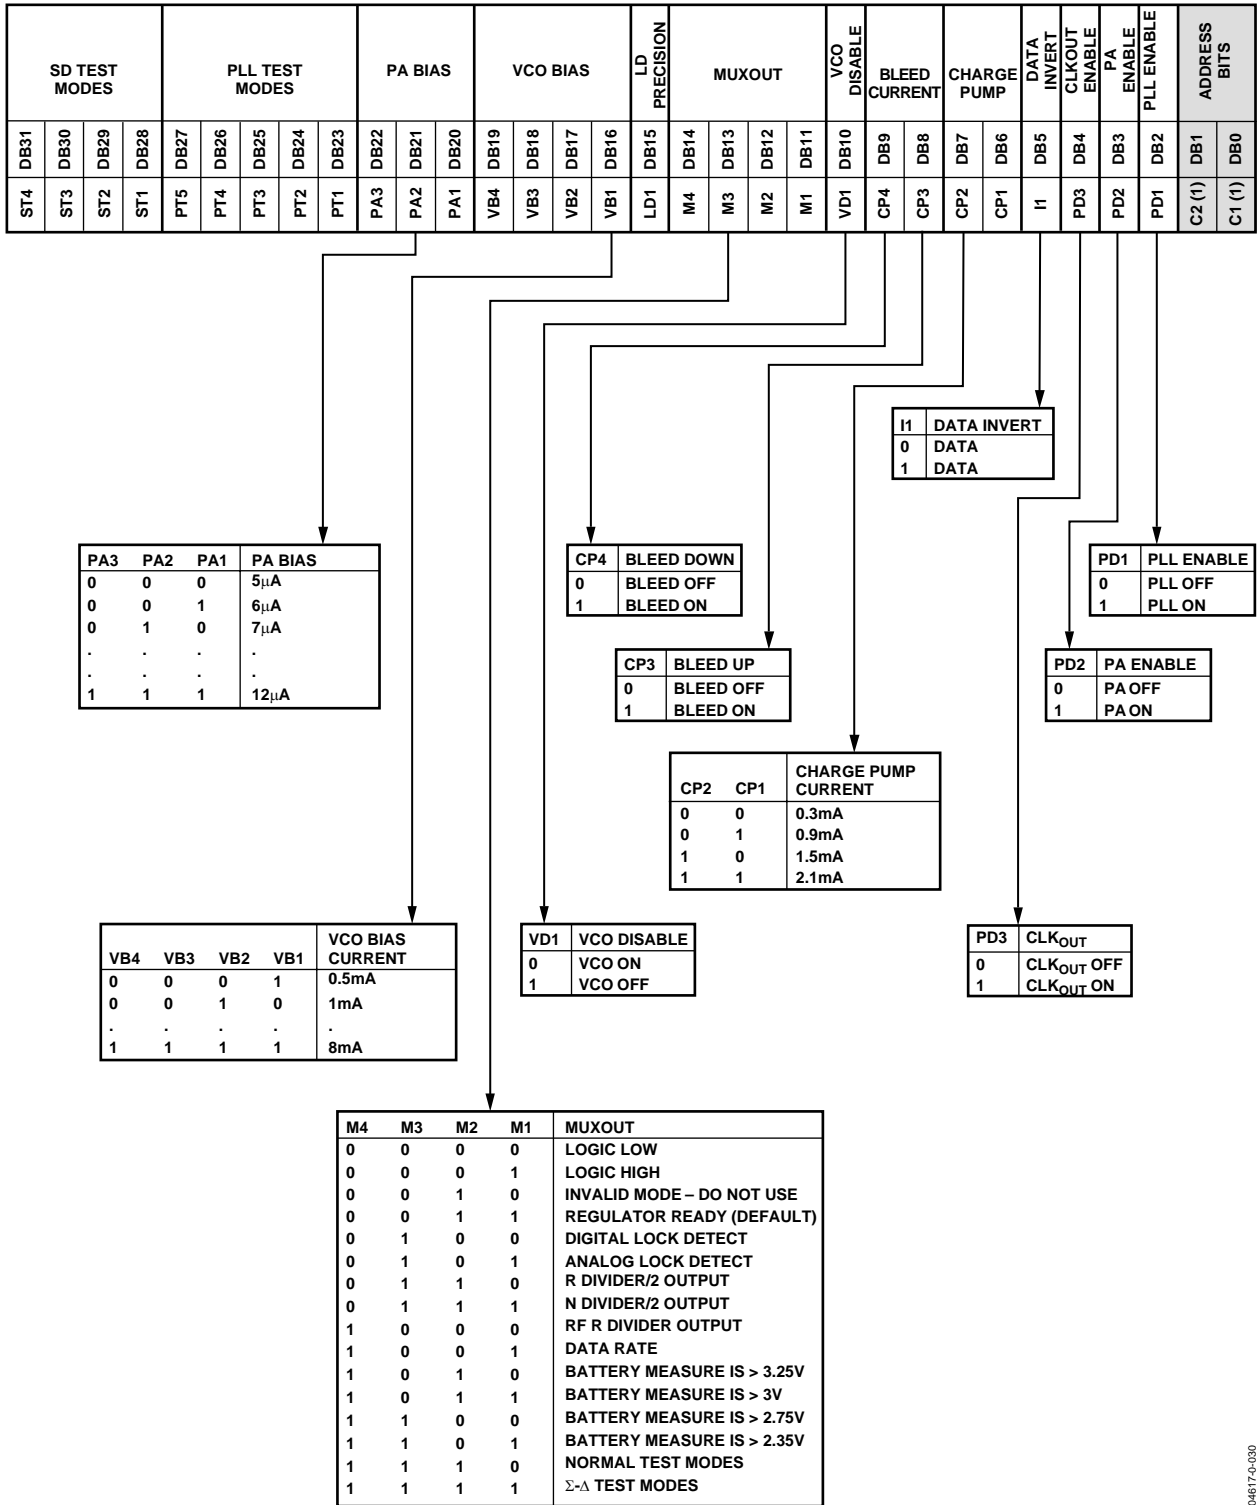 SD TEST MODES
PLL TEST MODES
PA BIAS
VCO BIAS
LD PRECISION
MUXOUT
VCO DISABLE
BLEED CURRENT
CHARGE PUMP
DATA INVERT
CLKOUT ENABLE
PA ENABLE
PLL ENABLE
ADDRESS BITS
DB31 DB30 DB29 DB28 DB27 DB26 DB25 DB24 DB23 DB22 DB21 DB20 DB19 DB18 DB17 DB16 DB15 DB14 DB13 DB12 DB11 DB10 DB9 DB8 DB7 DB6 DB5 DB4 DB3 DB2 DB1 DB0
ST4 ST3 ST2 ST1 PT5 PT4 PT3 PT2 PT1 PA3 PA2 PA1 VB4 VB3 VB2 VB1 LD1 M4 M3 M2 M1 VD1 CP4 CP3 CP2 CP1 I1 PD3 PD2 PD1 C2 (1) C1 (1)
I1 DATA INVERT
0 DATA
1 DATA
PA3 PA2 PA1 PA BIAS
0 0 0 5µA
0 0 1 6µA
0 1 0 7µA
. . . .
. . . .
1 1 1 12µA
CP4 BLEED DOWN
0 BLEED OFF
1 BLEED ON
PD1 PLL ENABLE
0 PLL OFF
1 PLL ON
CP3 BLEED UP
0 BLEED OFF
1 BLEED ON
PD2 PA ENABLE
0 PA OFF
1 PA ON
CP2 CP1 CHARGE PUMP CURRENT
0 0 0.3mA
0 1 0.9mA
1 0 1.5mA
1 1 2.1mA
VB4 VB3 VB2 VB1 VCO BIAS CURRENT
0 0 0 1 0.5mA
0 0 1 0 1mA
. . . . .
1 1 1 1 8mA
VD1 VCO DISABLE
0 VCO ON
1 VCO OFF
PD3 CLKOUT
0 CLKOUT OFF
1 CLKOUT ON
M4 M3 M2 M1 MUXOUT
0 0 0 0 LOGIC LOW
0 0 0 1 LOGIC HIGH
0 0 1 0 INVALID MODE – DO NOT USE
0 0 1 1 REGULATOR READY (DEFAULT)
0 1 0 0 DIGITAL LOCK DETECT
0 1 0 1 ANALOG LOCK DETECT
0 1 1 0 R DIVIDER/2 OUTPUT
0 1 1 1 N DIVIDER/2 OUTPUT
1 0 0 0 RF R DIVIDER OUTPUT
1 0 0 1 DATA RATE
1 0 1 0 BATTERY MEASURE IS > 3.25V
1 0 1 1 BATTERY MEASURE IS > 3V
1 1 0 0 BATTERY MEASURE IS > 2.75V
1 1 0 1 BATTERY MEASURE IS > 2.35V
1 1 1 0 NORMAL TEST MODES
1 1 1 1 Σ-Δ TEST MODES
04617-0-030